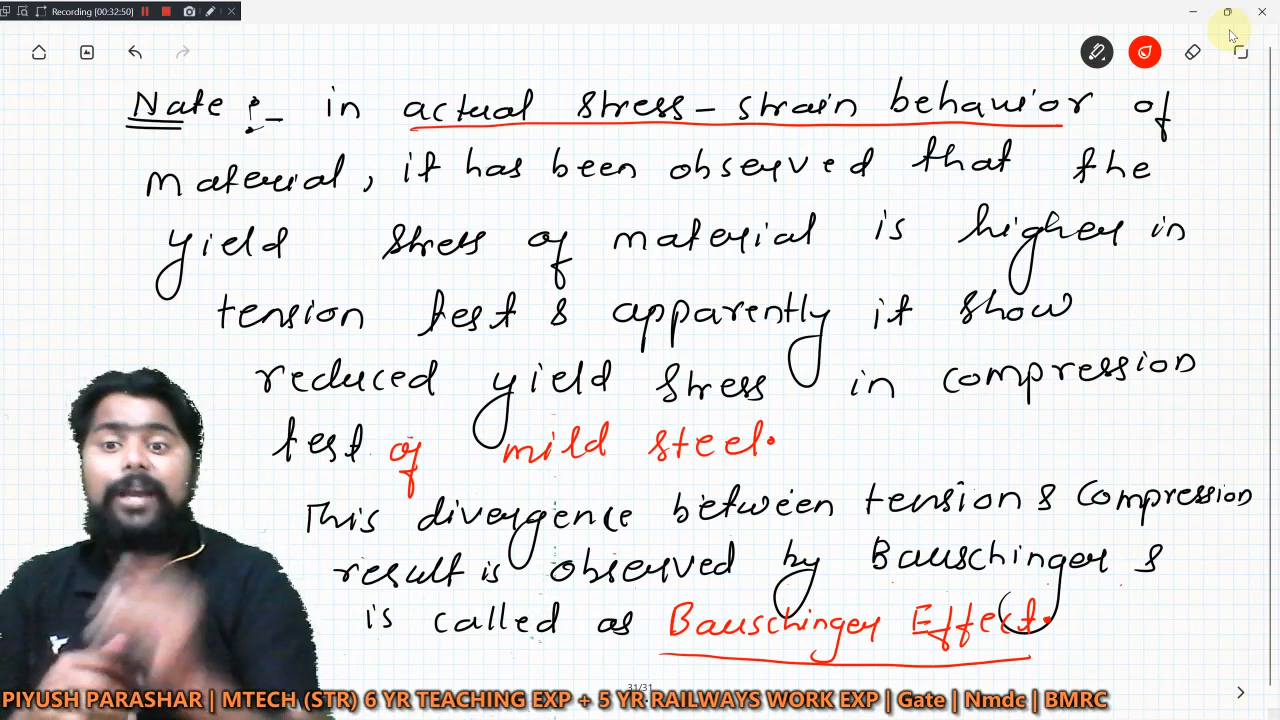 Recording [00:32:50]
Note :- in actual stress - strain behavior of
material, it has been observed that the
yield stress of material is higher in
tension test & apparently it show
reduced yield stress in compression
test of mild steel.
This divergence between tension & Compression
result is observed by Bauschinger &
is called as Bauschinger Effect.
31/31
PIYUSH PARASHAR | MTECH (STR) 6 YR TEACHING EXP + 5 YR RAILWAYS WORK EXP | Gate | Nmdc | BMRC